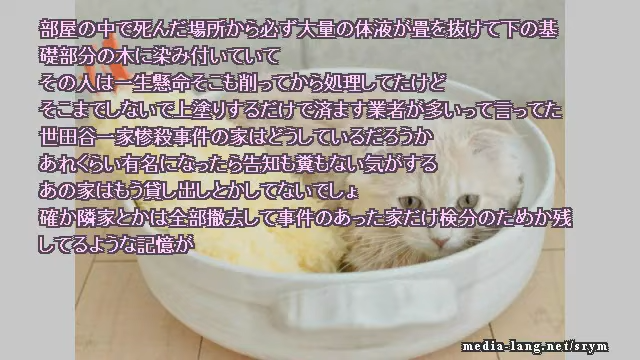 部屋の中で死んだ場所から必ず大量の体液が畳を抜けて下の基
礎部分の木に染み付いていて
その人は一生懸命そこも削ってから処理してたけど
そこまでしないで上塗りするだけで済ます業者が多いって言ってた
世田谷一家惨殺事件の家はどうしているだろうか
あれくらい有名になったら告知も糞もない気がする
あの家はもう貸し出しとかしてないでしょ
確か隣家とかは全部撤去して事件のあった家だけ検分のためか残
してるような記憶が
media-lang.net/srym